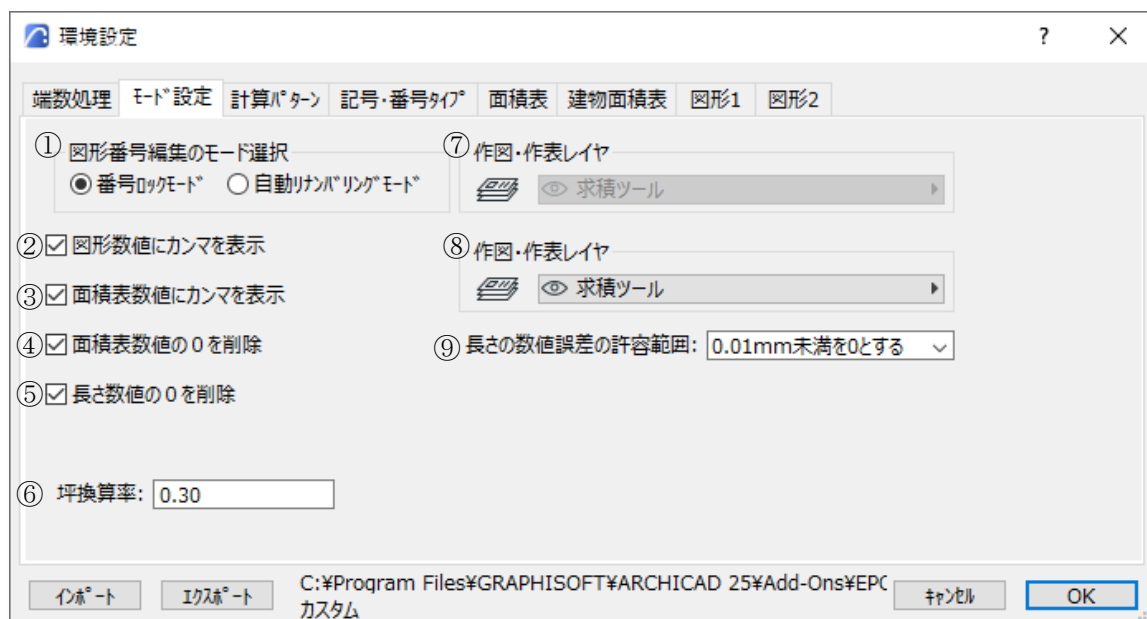 環境設定 ?
端数処理 ﾓｰﾄﾞ設定 計算ﾊﾟﾀｰﾝ 記号･番号ﾀｲﾌﾟ 面積表 建物面積表 図形1 図形2
① 図形番号編集のモード選択
番号ﾛｯｸﾓｰﾄﾞ 自動ﾘﾅﾝﾊﾞﾘﾝｸﾞﾓｰﾄﾞ
② 図形数値にカンマを表示
③ 面積表数値にカンマを表示
④ 面積表数値の0を削除
⑤ 長さ数値の0を削除
⑥ 坪換算率: 0.30
⑦ 作図･作表レイヤ
求積ツール
⑧ 作図･作表レイヤ
求積ツール
⑨ 長さの数値誤差の許容範囲: 0.01mm未満を0とする
ｲﾝﾎﾟｰﾄ ｴｸｽﾎﾟｰﾄ C:¥Program Files¥GRAPHISOFT¥ARCHICAD 25¥Add-Ons¥EPC ｷｬﾝｾﾙ OK
カスタム